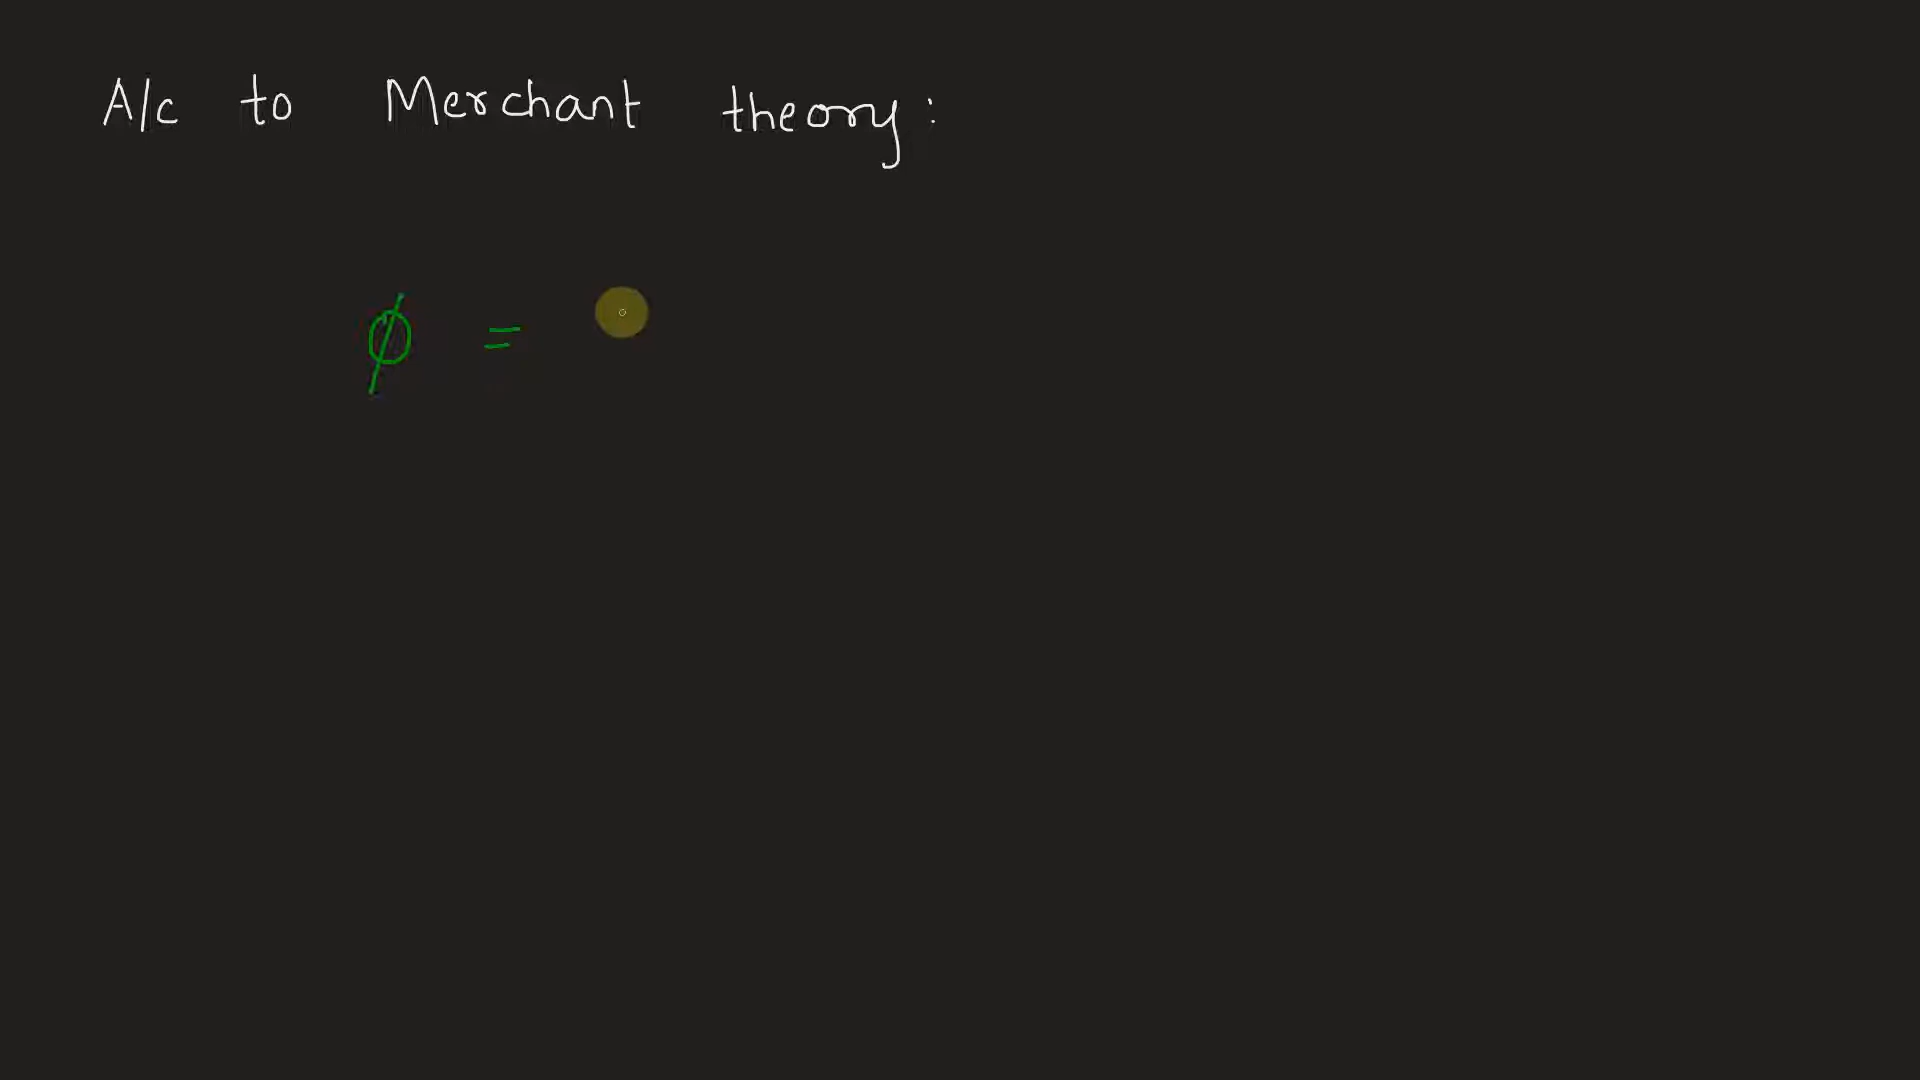 A/c to Merchant theory:
ϕ =